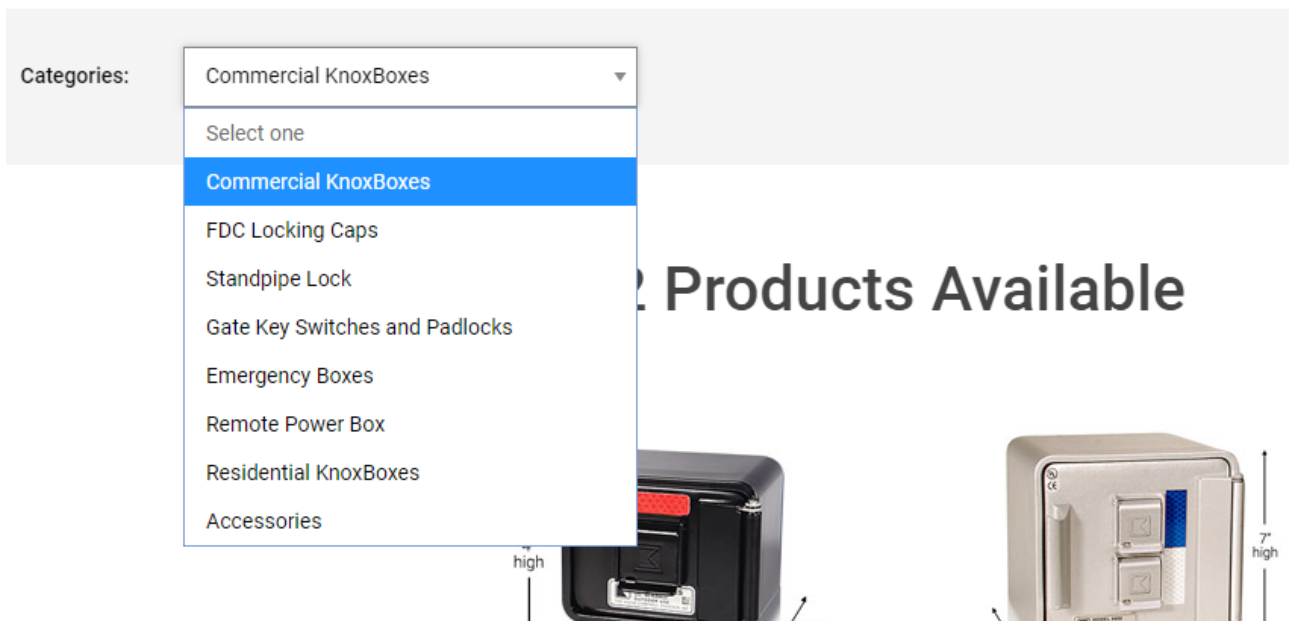 Categories:
Commercial KnoxBoxes
Select one
Commercial KnoxBoxes
FDC Locking Caps
Standpipe Lock
Gate Key Switches and Padlocks
Emergency Boxes
Remote Power Box
Residential KnoxBoxes
Accessories
2 Products Available
high
7"
high